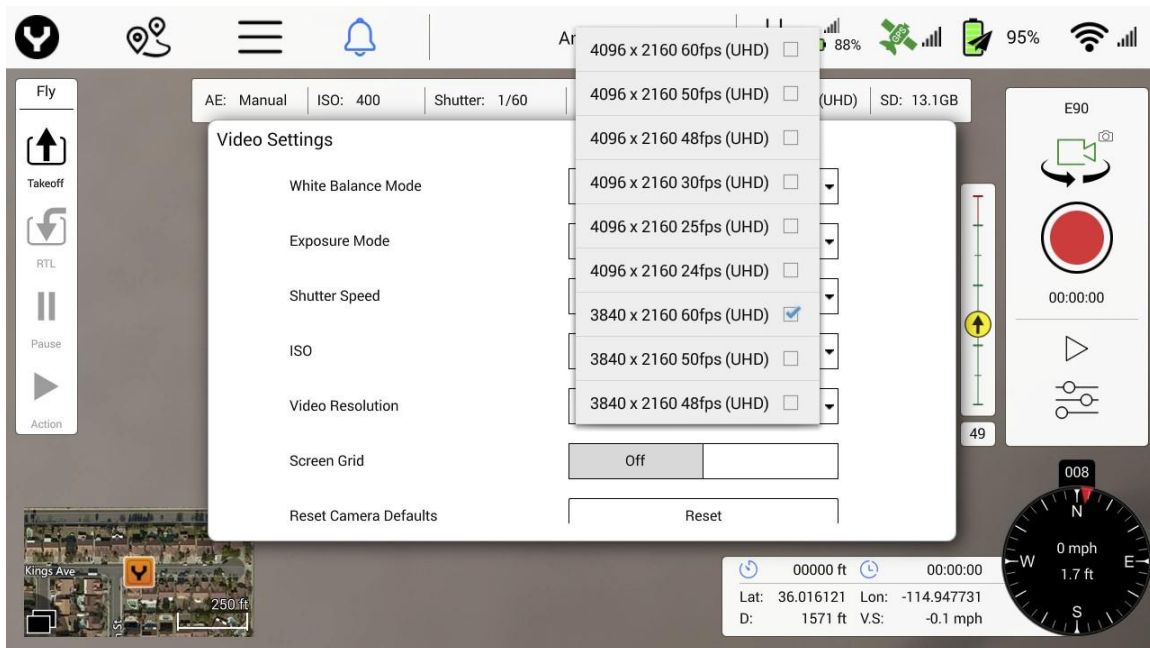 Ar
88%
GPS
95%
Fly
AE: Manual
ISO: 400
Shutter: 1/60
(UHD)
SD: 13.1GB
E90
Takeoff
RTL
Pause
Action
Video Settings
White Balance Mode
Exposure Mode
Shutter Speed
ISO
Video Resolution
Screen Grid
Off
Reset Camera Defaults
Reset
4096 x 2160 60fps (UHD)
4096 x 2160 50fps (UHD)
4096 x 2160 48fps (UHD)
4096 x 2160 30fps (UHD)
4096 x 2160 25fps (UHD)
4096 x 2160 24fps (UHD)
3840 x 2160 60fps (UHD)
3840 x 2160 50fps (UHD)
3840 x 2160 48fps (UHD)
00:00:00
49
008
N
W
E
S
0 mph
1.7 ft
Kings Ave
250 ft
00000 ft
00:00:00
Lat: 36.016121 Lon: -114.947731
D: 1571 ft V.S: -0.1 mph